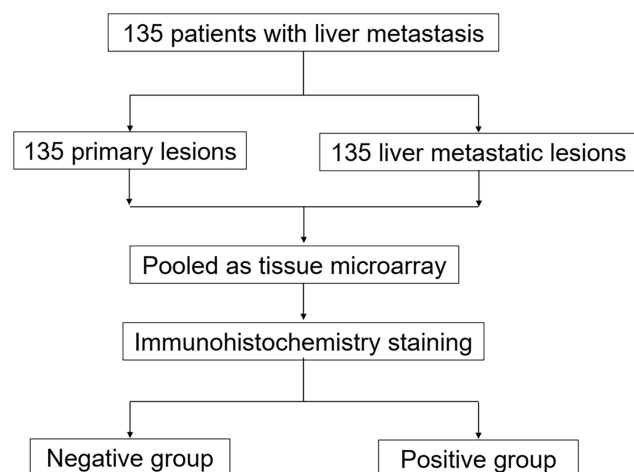 135 patients with liver metastasis
135 primary lesions
135 liver metastatic lesions
Pooled as tissue microarray
Immunohistochemistry staining
Negative group
Positive group